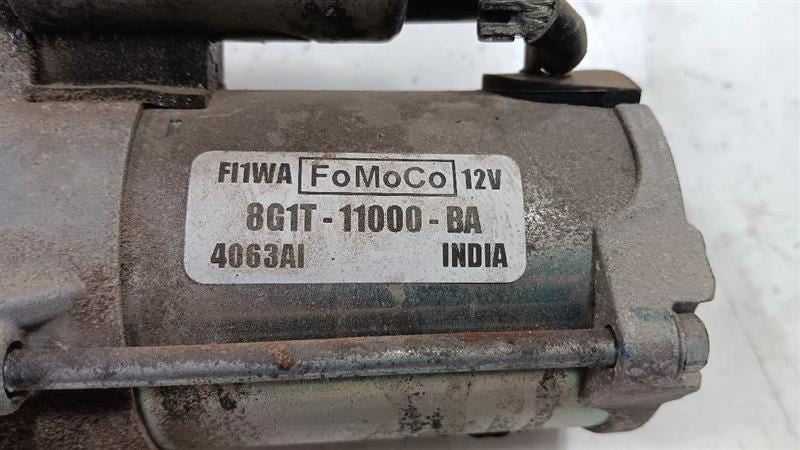 FI1WA FoMoCo 12V
8G1T - 11000 - BA
4063AI INDIA